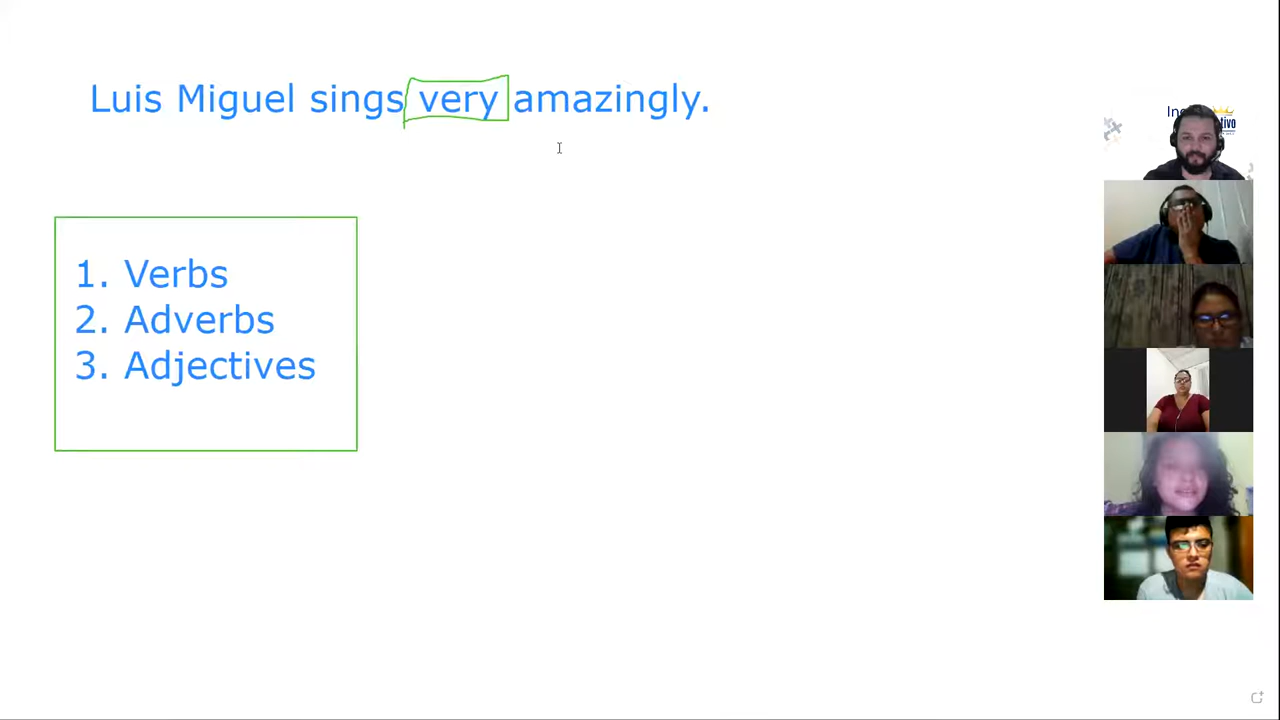 Luis Miguel sings very amazingly.
1. Verbs
2. Adverbs
3. Adjectives